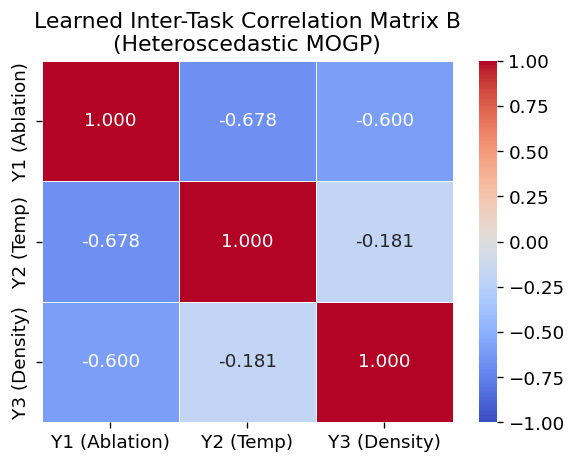 Learned Inter-Task Correlation Matrix B
(Heteroscedastic MOGP)
Y1 (Ablation)
1.000
-0.678
-0.600
Y2 (Temp)
-0.678
1.000
-0.181
Y3 (Density)
-0.600
-0.181
1.000
Y1 (Ablation)
Y2 (Temp)
Y3 (Density)
1.00
0.75
0.50
0.25
0.00
−0.25
−0.50
−0.75
−1.00